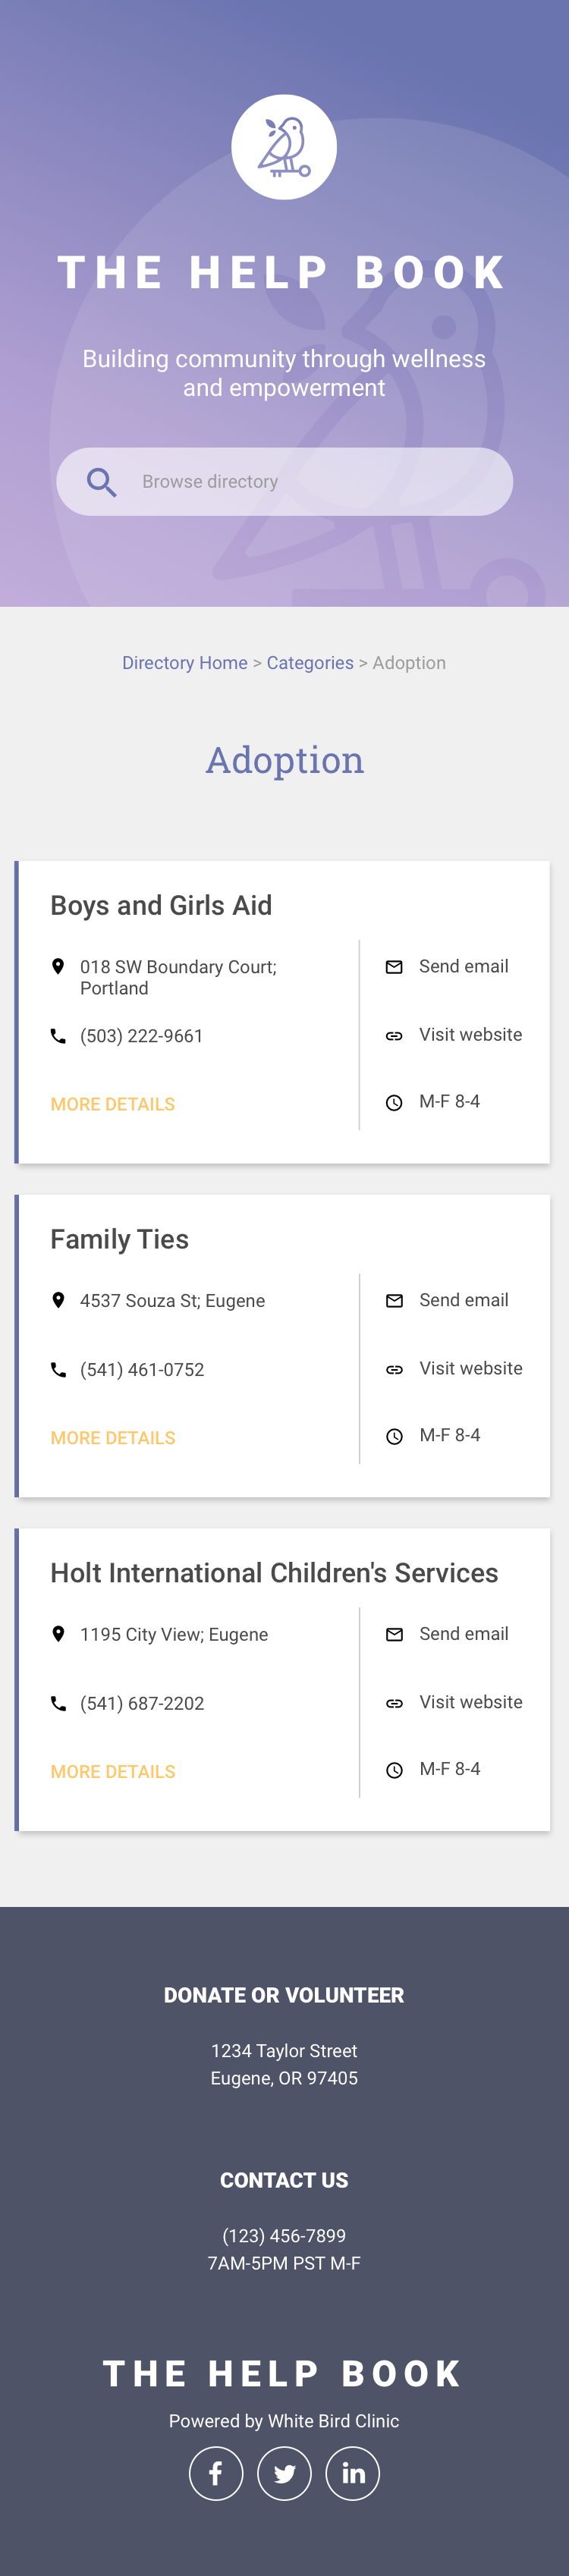 THE HELP BOOK
Building community through wellness
and empowerment
Browse directory
Directory Home > Categories > Adoption
Adoption
Boys and Girls Aid
018 SW Boundary Court;
Portland
(503) 222-9661
MORE DETAILS
Send email
Visit website
M-F 8-4
Family Ties
4537 Souza St; Eugene
(541) 461-0752
MORE DETAILS
Send email
Visit website
M-F 8-4
Holt International Children's Services
1195 City View; Eugene
(541) 687-2202
MORE DETAILS
Send email
Visit website
M-F 8-4
DONATE OR VOLUNTEER
1234 Taylor Street
Eugene, OR 97405
CONTACT US
(123) 456-7899
7AM-5PM PST M-F
THE HELP BOOK
Powered by White Bird Clinic